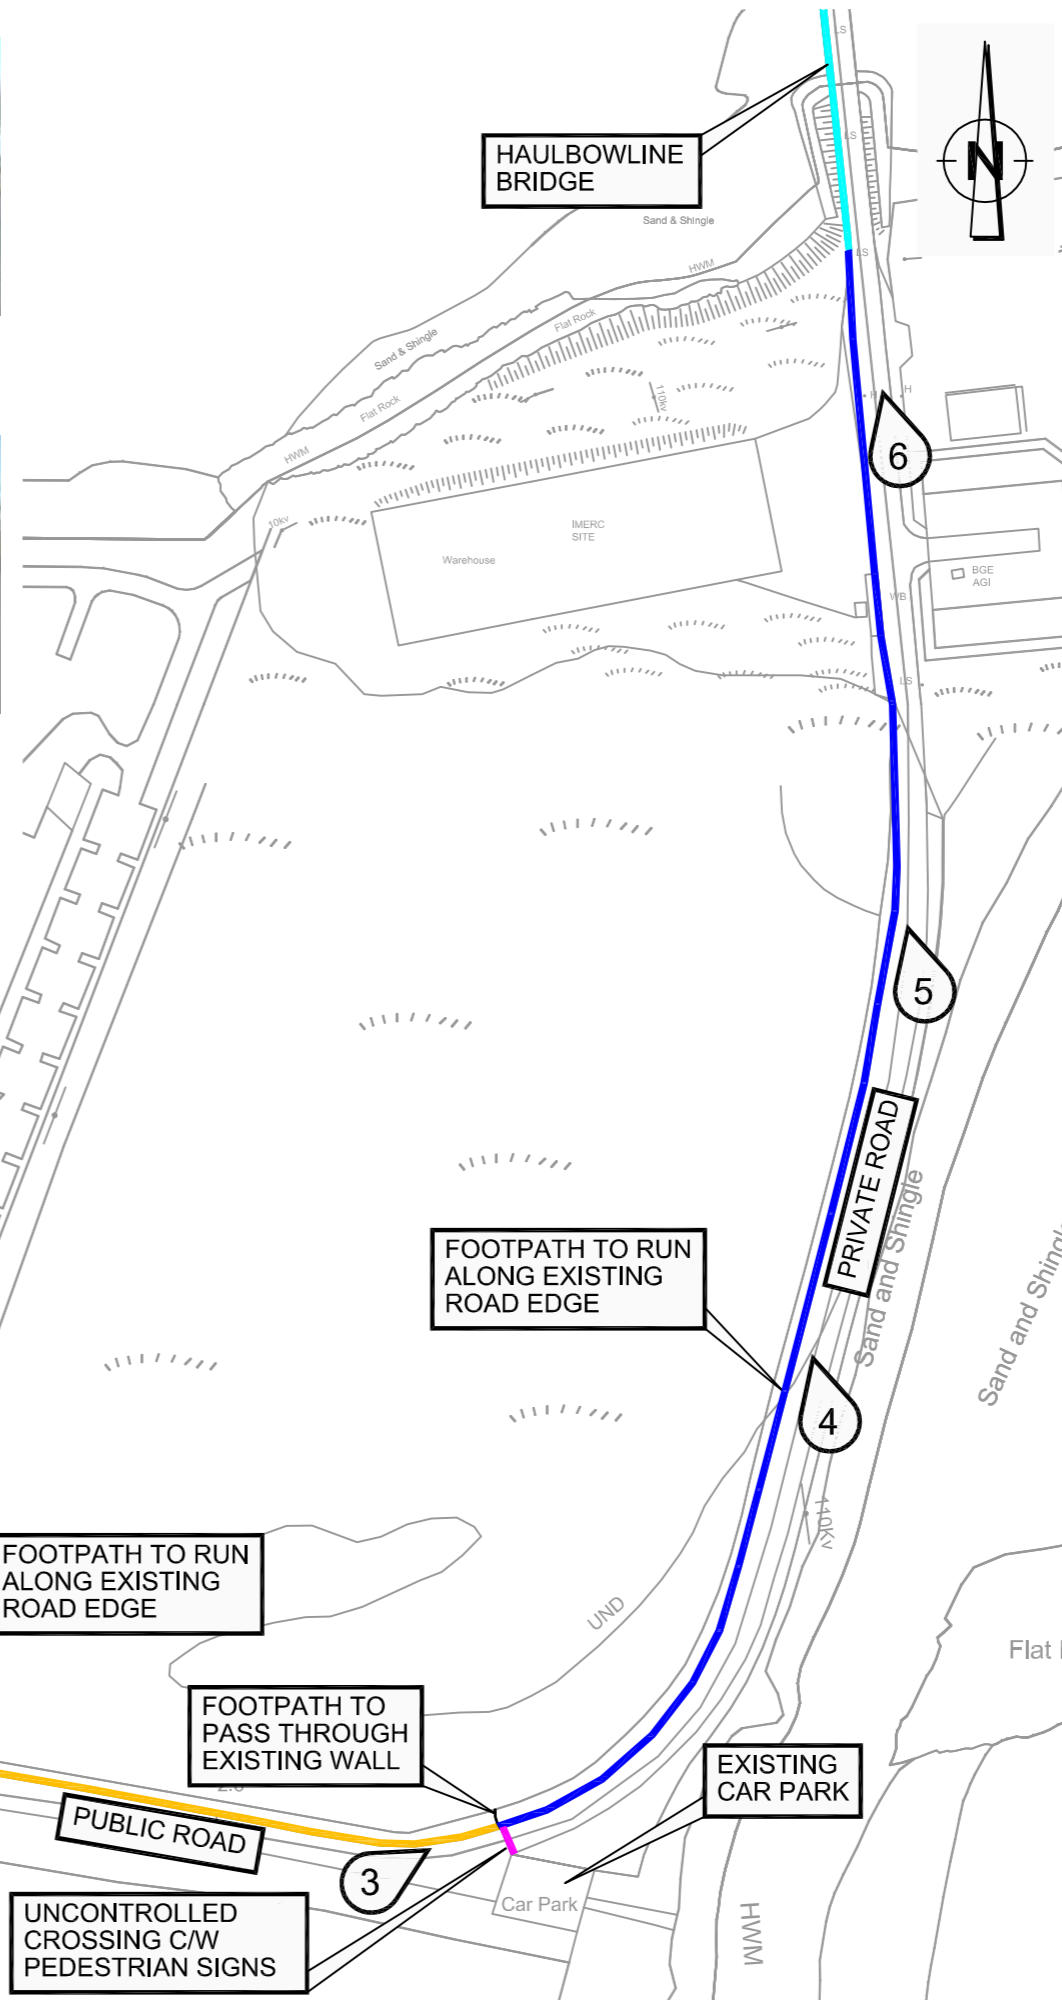 LS
HAULBOWLINE
BRIDGE
N
LS
Sand & Shingle
LS
HWM
Flat Rock
Sand & Shingle
110kv
H
H
Flat Rock
6
HWM
10kv
IMERC
SITE
Warehouse
BGE
AGI
WB
LS
5
PRIVATE ROAD
Sand and Shingle
Sand and Shingle
FOOTPATH TO RUN
ALONG EXISTING
ROAD EDGE
4
110Kv
FOOTPATH TO RUN
ALONG EXISTING
ROAD EDGE
UND
Flat
FOOTPATH TO
PASS THROUGH
EXISTING WALL
EXISTING
CAR PARK
PUBLIC ROAD
3
Car Park
UNCONTROLLED
CROSSING C/W
PEDESTRIAN SIGNS
HWM